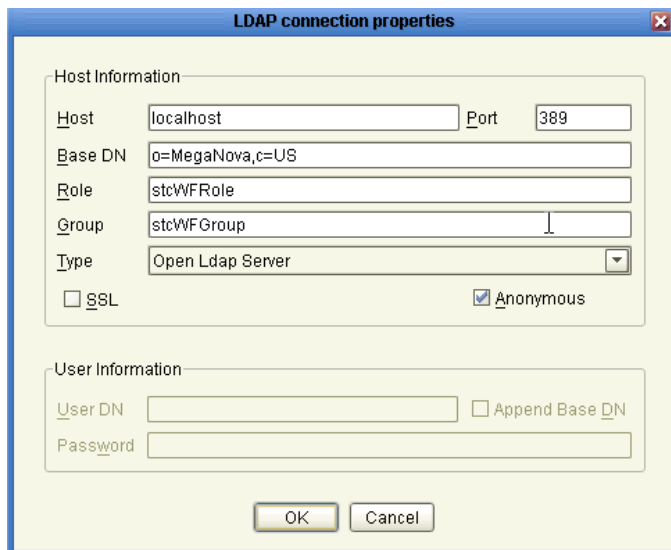 LDAP connection properties
Host Information
Host localhost Port 389
Base DN o=MegaNova,c=US
Role stcWFRole
Group stcWFGroup
Type Open Ldap Server
SSL Anonymous
User Information
User DN Append Base DN
Password
OK Cancel